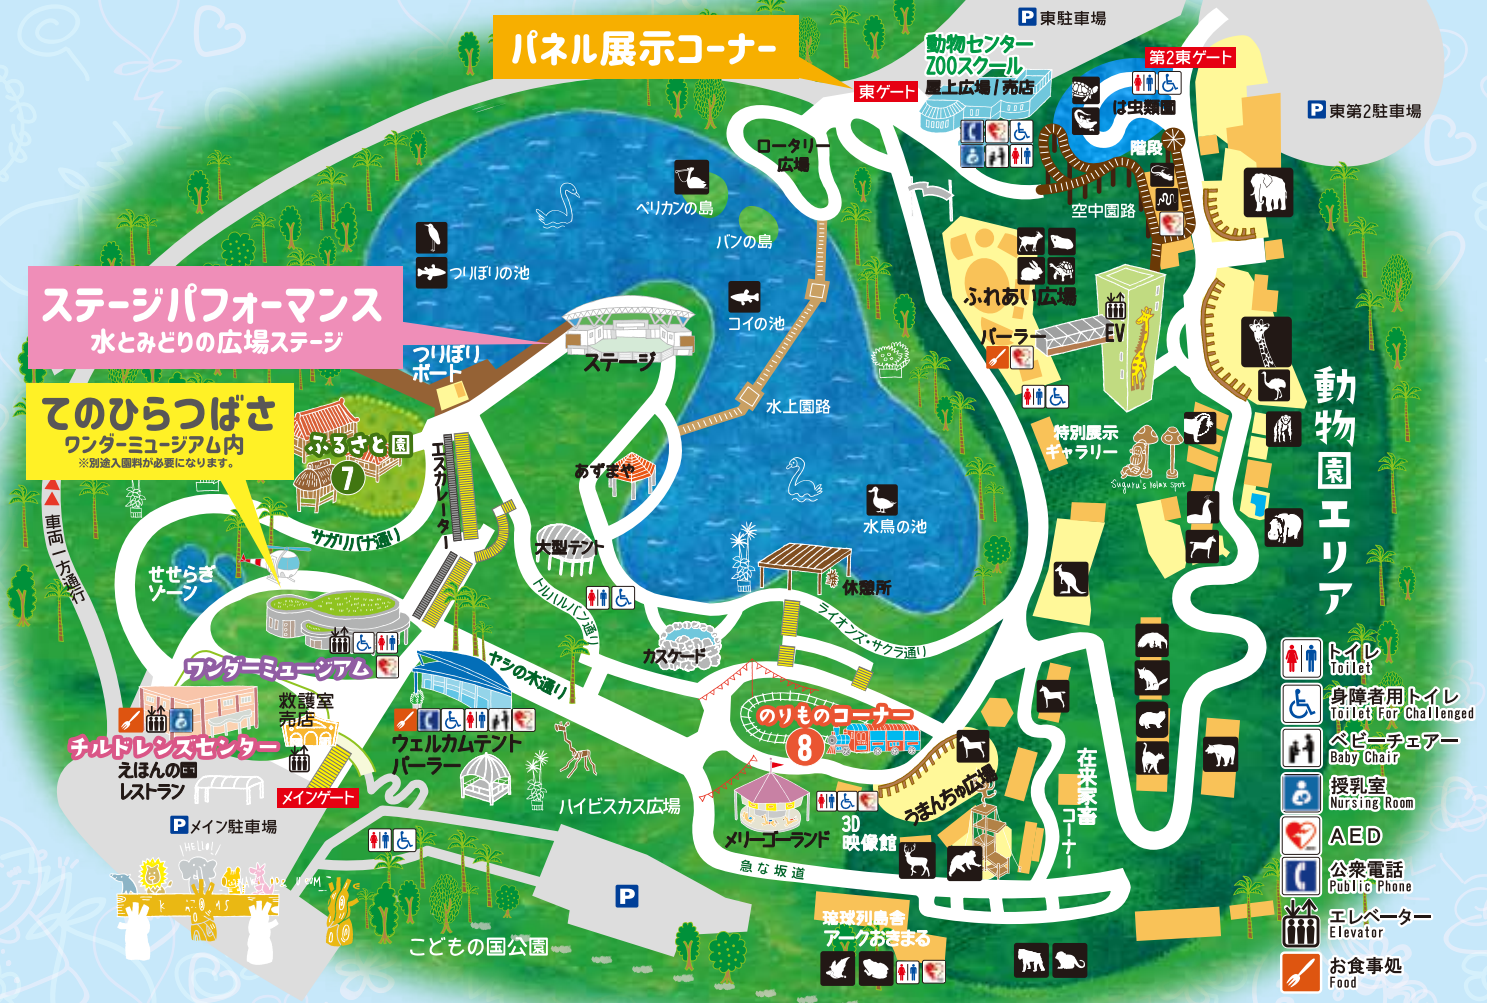 P東駐車場
パネル展示コーナー
動物センター
ZOOスクール
屋上広場/売店
東ゲート
第2東ゲート
P東第2駐車場
は虫類園
階段
空中園路
ロータリー
広場
ペリカンの島
バンの島
つりぼりの池
コイの池
ふれあい広場
パーラー
EV
ステージパフォーマンス
水とみどりの広場ステージ
つりぼり
ポート
ステージ
水上園路
てのひらつばさ
ワンダーミュージアム内
※別途入園料が必要になります。
ふるさと園
7
エスカレーター
あずまや
特別展示
ギャラリー
Suguru's relax spot
動物園エリア
水鳥の池
車両一方通行
サガリバナ通り
大型テント
休憩所
せせらぎ
ゾーン
トルハルバン通り
ライオンズ・サクラ通り
カスケード
ワンダーミュージアム
ヤシの木通り
救護室
売店
チルドレンズセンター
えほんの国
レストラン
ウェルカムテント
パーラー
のりものコーナー
8
メインゲート
Pメイン駐車場
ハイビスカス広場
メリーゴーランド
3D
映像館
うまんちゅ広場
在来家畜
コーナー
急な坂道
HELLO!
P
こどもの国公園
琉球列島舎
アークおきまる
トイレ
Toilet
身障者用トイレ
Toilet For Challenged
ベビーチェアー
Baby Chair
授乳室
Nursing Room
AED
公衆電話
Public Phone
エレベーター
Elevator
お食事処
Food